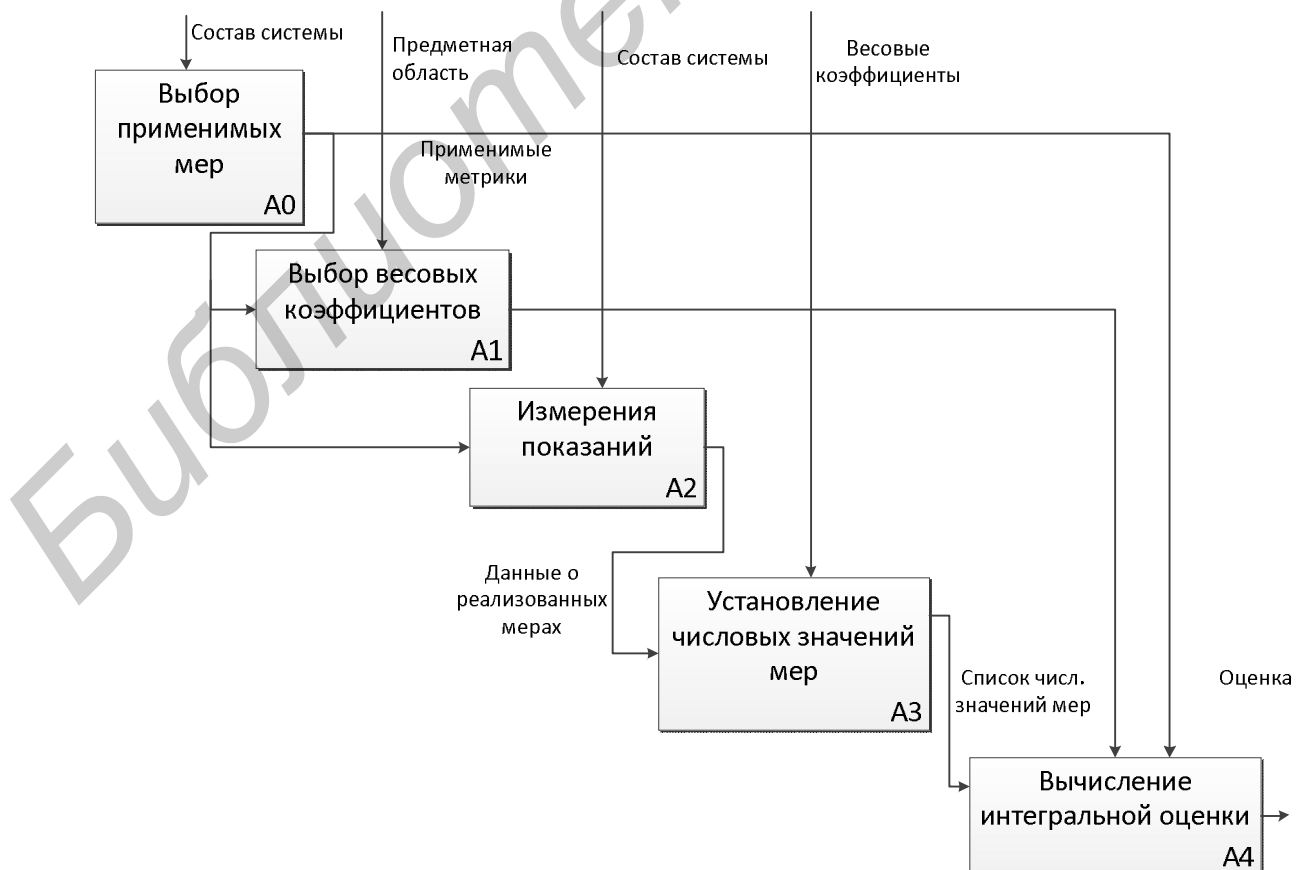 Состав системы
Предметная
область
Состав системы
Весовые
коэффициенты
Выбор
применимых
мер
A0
Применимые
метрики
Выбор весовых
коэффициентов
A1
Измерения
показаний
A2
Данные о
реализованных
мерах
Установление
числовых значений
мер
A3
Список числ.
значений мер
Оценка
Вычисление
интегральной оценки
A4